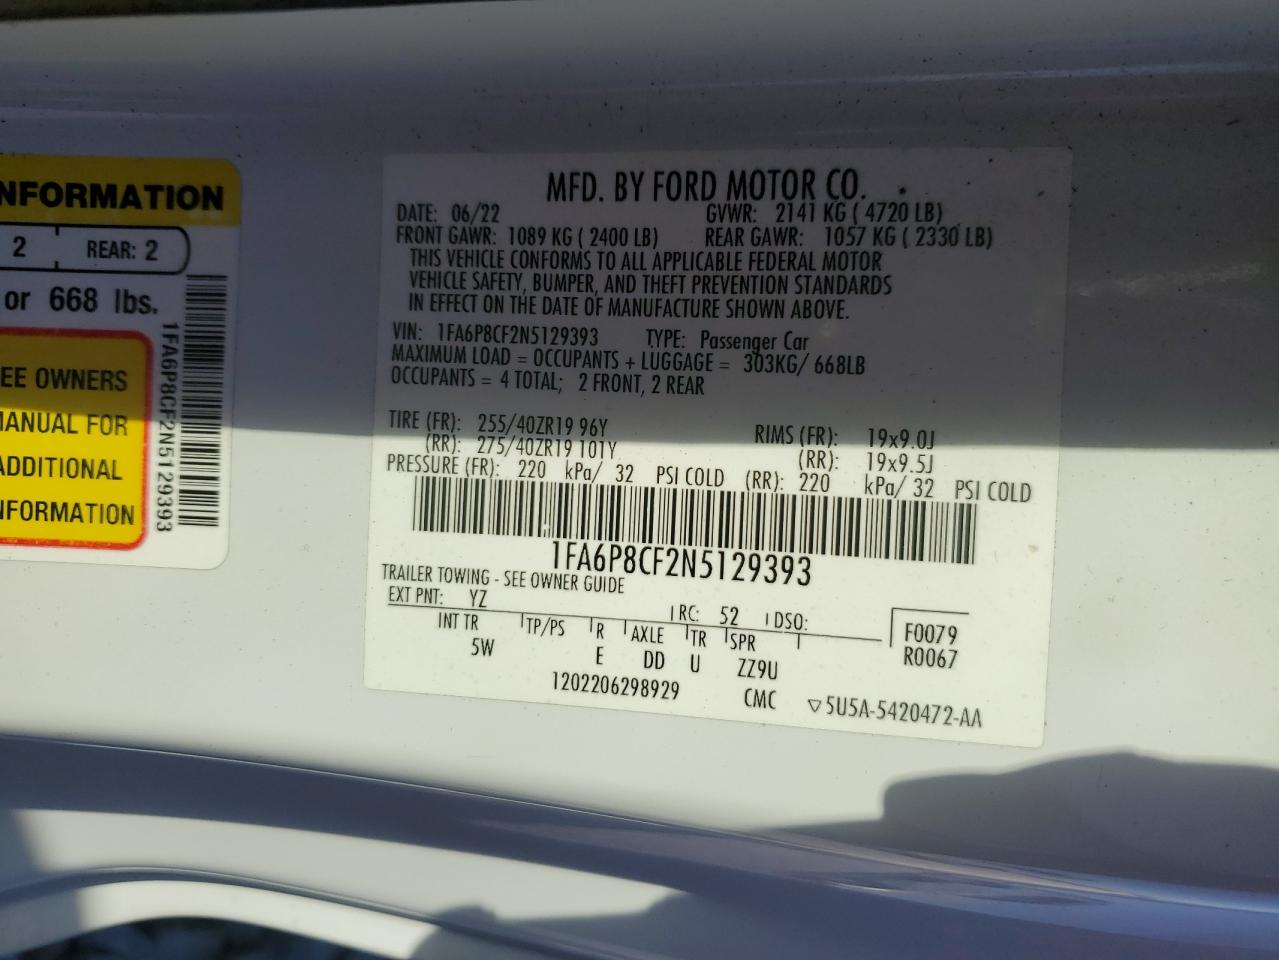 NFORMATION
2 REAR: 2
or 668 lbs.
EE OWNERS
MANUAL FOR
ADDITIONAL
NFORMATION
1FA6P8CF2N5129393
MFD. BY FORD MOTOR CO.
DATE: 06/22 GVWR: 2141 KG ( 4720 LB)
FRONT GAWR: 1089 KG ( 2400 LB) REAR GAWR: 1057 KG ( 2330 LB)
THIS VEHICLE CONFORMS TO ALL APPLICABLE FEDERAL MOTOR
VEHICLE SAFETY, BUMPER, AND THEFT PREVENTION STANDARDS
IN EFFECT ON THE DATE OF MANUFACTURE SHOWN ABOVE.
VIN: 1FA6P8CF2N5129393 TYPE: Passenger Car
MAXIMUM LOAD = OCCUPANTS + LUGGAGE = 303KG/ 668LB
OCCUPANTS = 4 TOTAL; 2 FRONT, 2 REAR
TIRE (FR): 255/40ZR19 96Y RIMS (FR): 19x9.0J
(RR): 275/40ZR19 101Y (RR): 19x9.5J
PRESSURE (FR): 220 kPa/ 32 PSI COLD (RR): 220 kPa/ 32 PSI COLD
1FA6P8CF2N5129393
TRAILER TOWING - SEE OWNER GUIDE
EXT PNT: YZ RC: 52 DSO:
INT TR TP/PS R AXLE TR SPR F0079
5W E DD U ZZ9U R0067
1202206298929 CMC ▽5U5A-5420472-AA